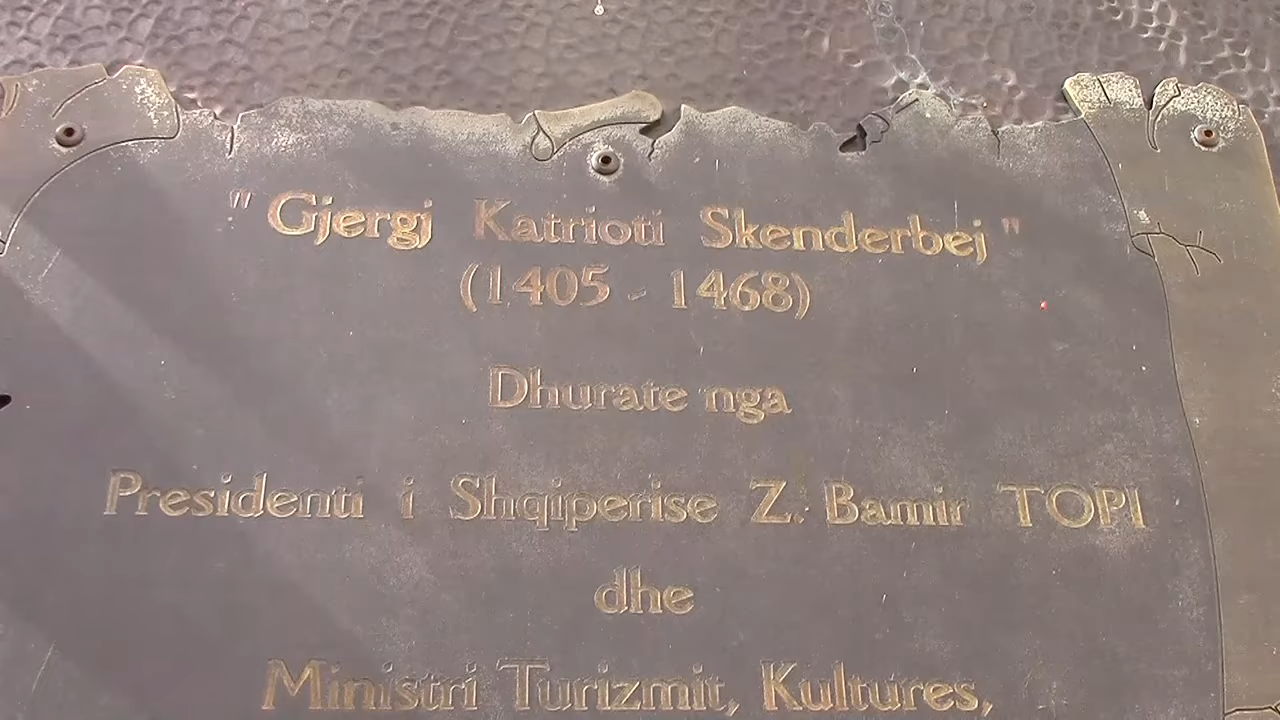 "Gjergj Katrioti Skenderbej"
(1405 - 1468)
Dhurate nga
Presidenti i Shqiperise Z. Bamir TOPI
dhe
Ministri Turizmit, Kultures,